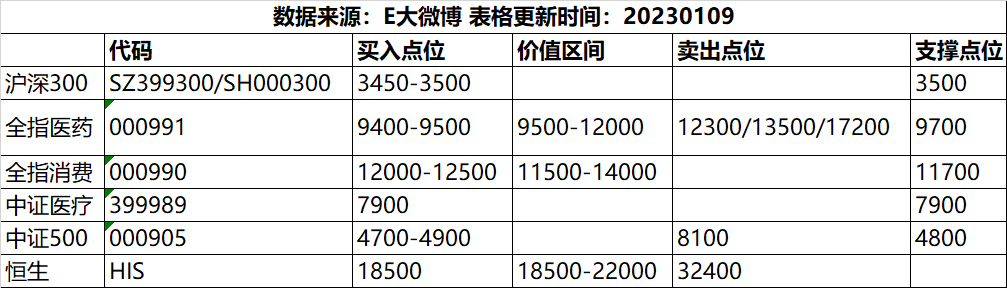 数据来源：E大微博 表格更新时间：20230109
代码 买入点位 价值区间 卖出点位 支撑点位
沪深300 SZ399300/SH000300 3450-3500 3500
全指医药 000991 9400-9500 9500-12000 12300/13500/17200 9700
全指消费 000990 12000-12500 11500-14000 11700
中证医疗 399989 7900 7900
中证500 000905 4700-4900 8100 4800
恒生 HIS 18500 18500-22000 32400